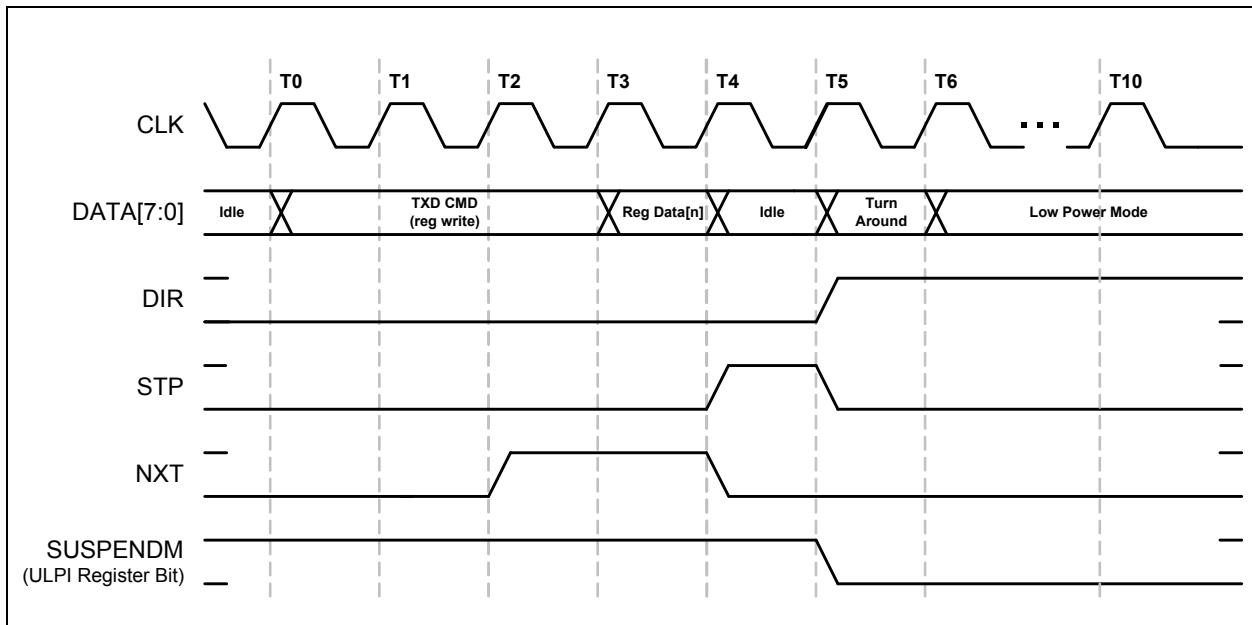 T0 T1 T2 T3 T4 T5 T6 T10
CLK
...
DATA[7:0] Idle TXD CMD Reg Data[n] Idle Turn Low Power Mode
(reg write) Around
DIR
STP
NXT
SUSPENDM
(ULPI Register Bit)